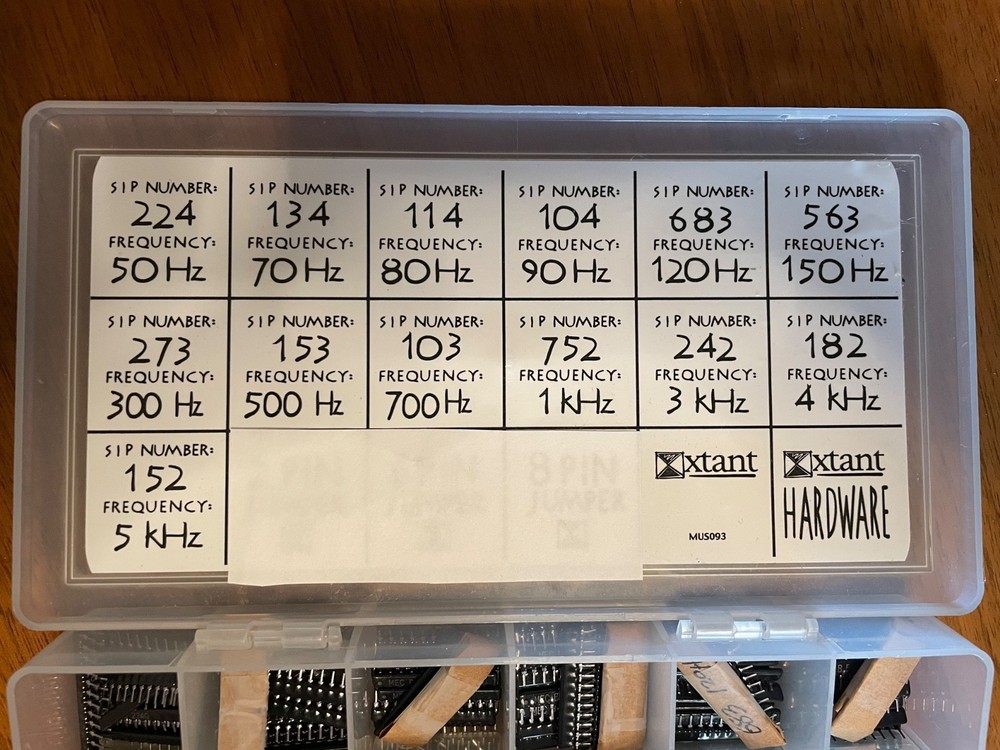 SIP NUMBER:
224
FREQUENCY:
50 Hz
SIP NUMBER:
134
FREQUENCY:
70 Hz
SIP NUMBER:
114
FREQUENCY:
80 Hz
SIP NUMBER:
104
FREQUENCY:
90 Hz
SIP NUMBER:
683
FREQUENCY:
120 Hz
SIP NUMBER:
563
FREQUENCY:
150 Hz
SIP NUMBER:
273
FREQUENCY:
300 Hz
SIP NUMBER:
153
FREQUENCY:
500 Hz
SIP NUMBER:
103
FREQUENCY:
700 Hz
SIP NUMBER:
752
FREQUENCY:
1 kHz
SIP NUMBER:
242
FREQUENCY:
3 kHz
SIP NUMBER:
182
FREQUENCY:
4 kHz
SIP NUMBER:
152
FREQUENCY:
5 kHz
PIN
8 PIN
JUMPER
xtant
MUS093
xtant
HARDWARE
683